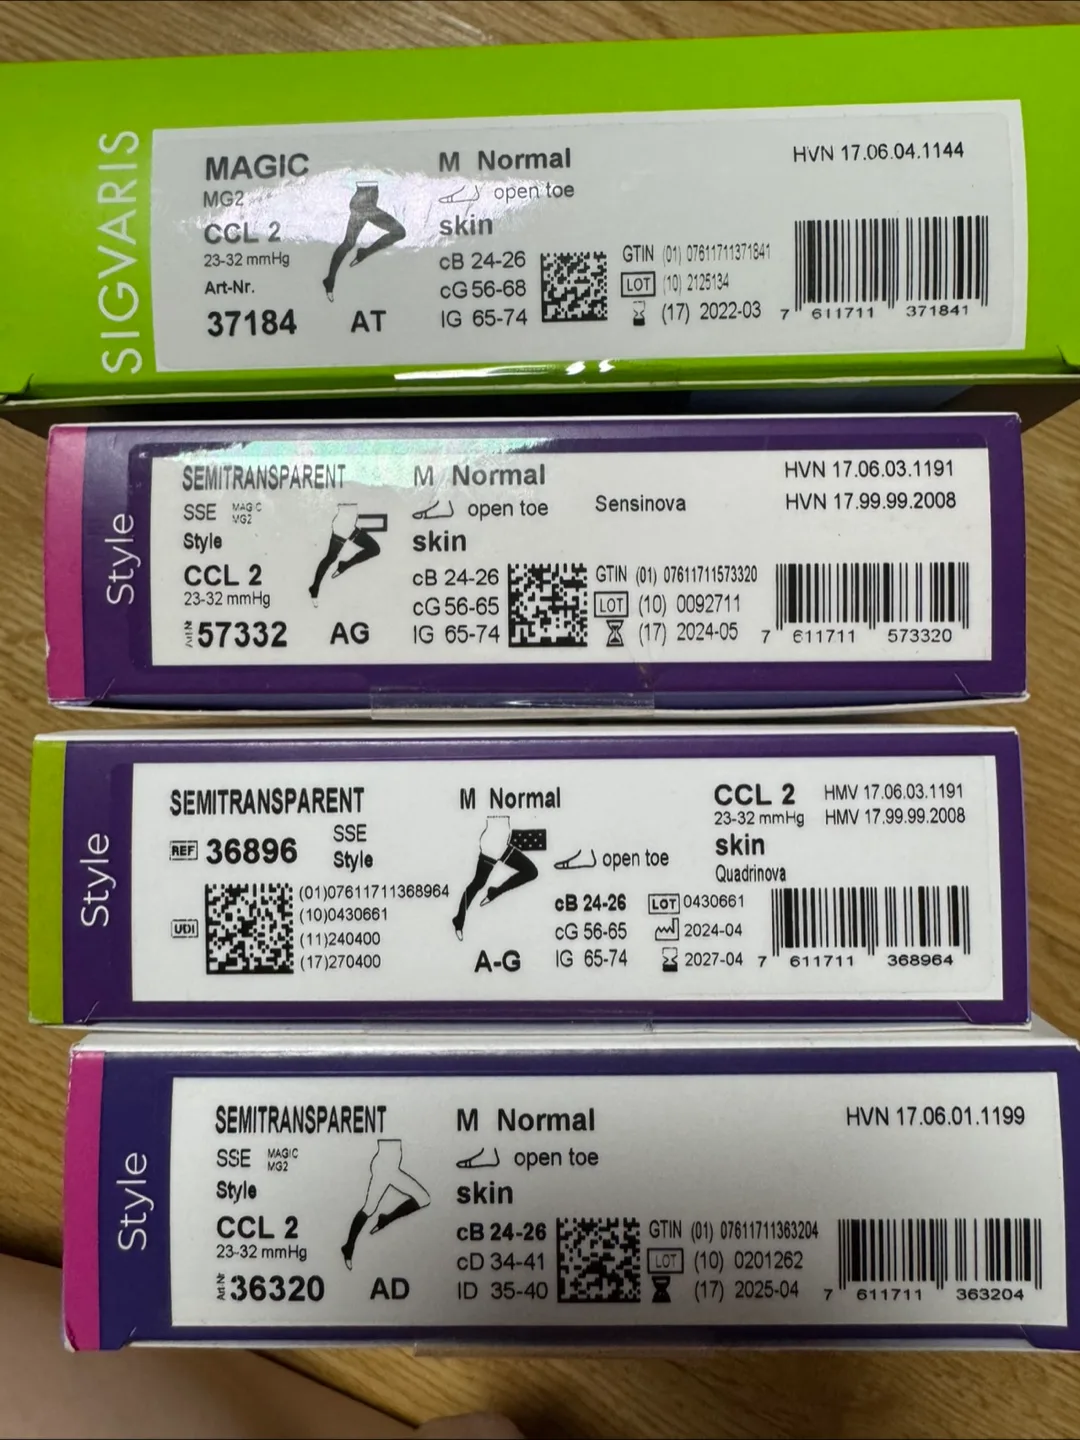 SIGVARIS
MAGIC
MG2
CCL 2
23-32 mmHg
Art-Nr.
37184 AT
M Normal
open toe
skin
cB 24-26
cG 56-68
lG 65-74
HVN 17.06.04.1144
GTIN (01) 07611711371841
LOT (10) 2125134
(17) 2022-03
7 611711 371841
Style
SEMITRANSPARENT
SSE MAGIC MG2
Style
CCL 2
23-32 mmHg
57332 AG
M Normal
open toe
skin
cB 24-26
cG 56-65
lG 65-74
Sensinova
HVN 17.06.03.1191
HVN 17.99.99.2008
GTIN (01) 07611711573320
LOT (10) 0092711
(17) 2024-05
7 611711 573320
Style
SEMITRANSPARENT
REF 36896
SSE
Style
UDI
(01)07611711368964
(10)0430661
(11)240400
(17)270400
M Normal
open toe
A-G
cB 24-26
cG 56-65
lG 65-74
CCL 2
23-32 mmHg
skin
Quadrinova
HMV 17.06.03.1191
HMV 17.99.99.2008
LOT 0430661
2024-04
2027-04
7 611711 368964
Style
SEMITRANSPARENT
SSE MAGIC MG2
Style
CCL 2
23-32 mmHg
Art-Nr. 36320 AD
M Normal
open toe
skin
cB 24-26
cD 34-41
lD 35-40
HVN 17.06.01.1199
GTIN (01) 07611711363204
LOT (10) 0201262
(17) 2025-04
7 611711 363204